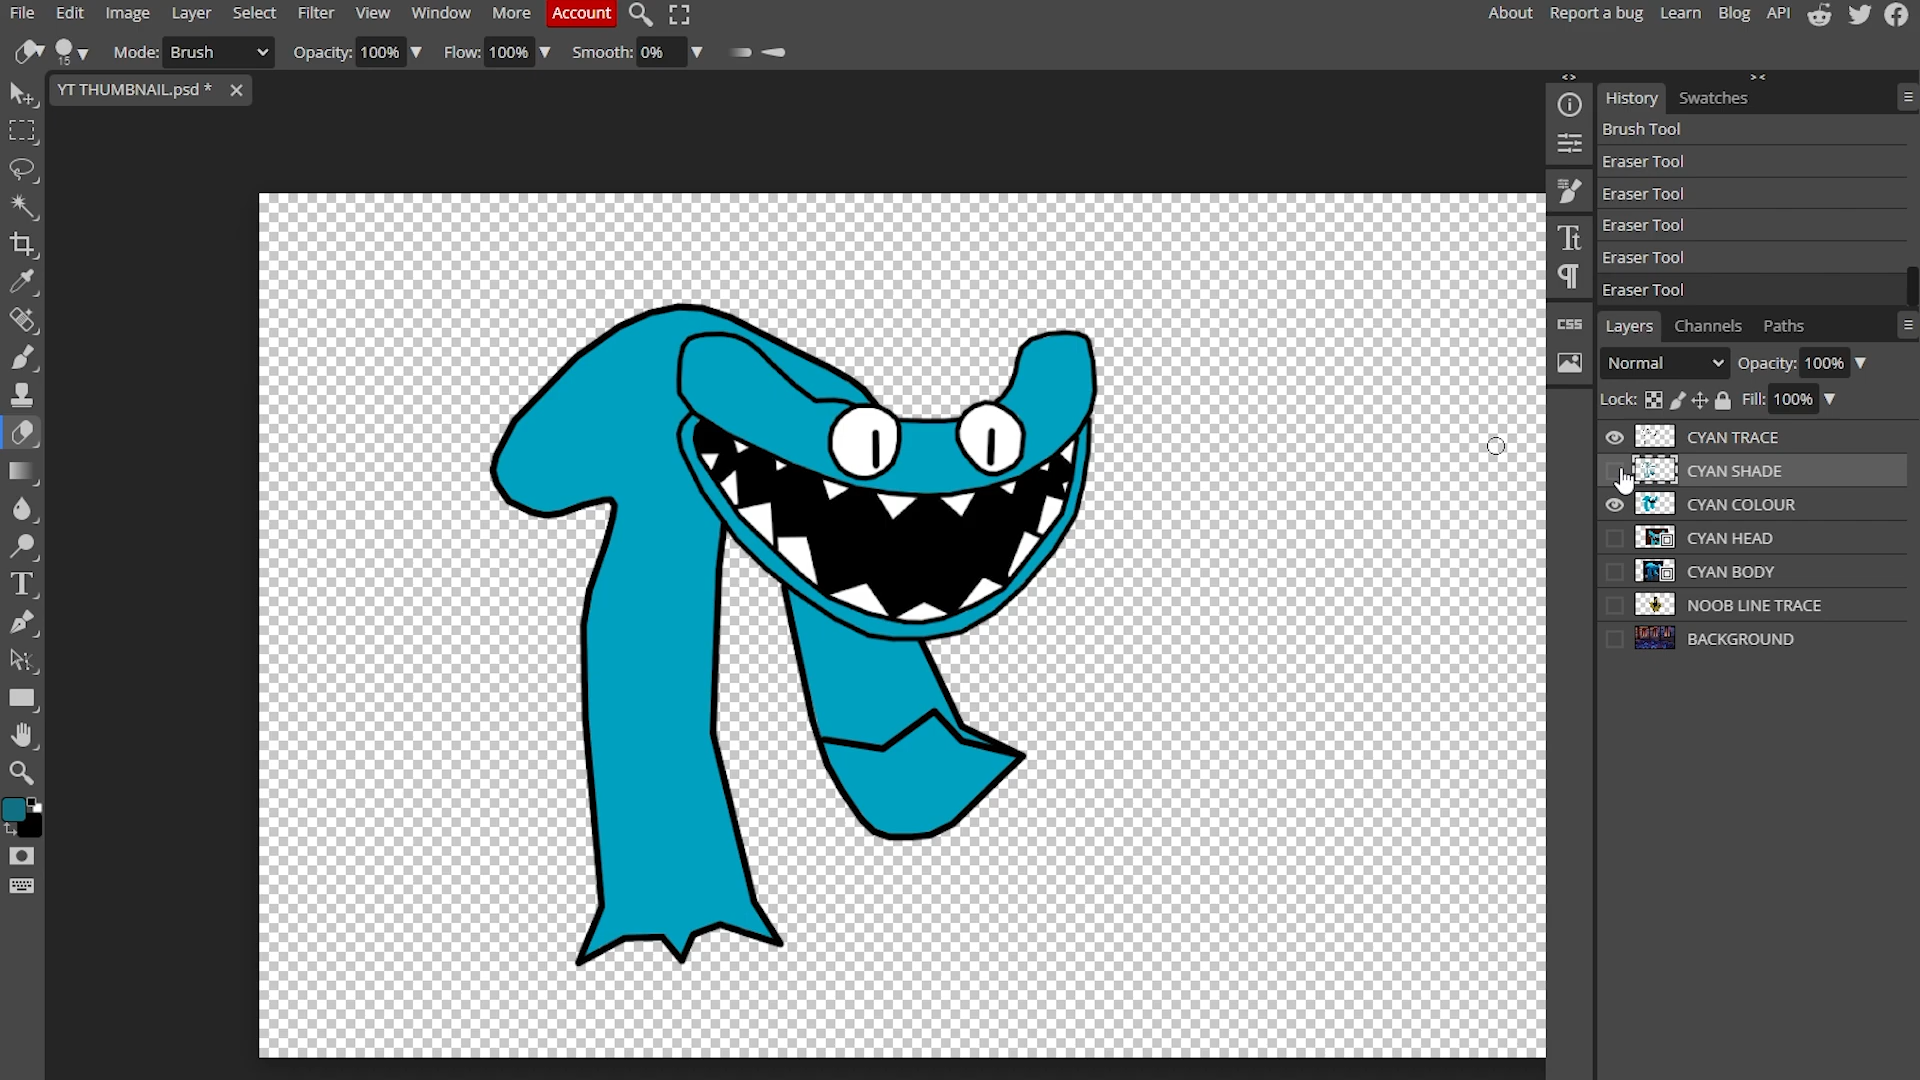 File Edit Image Layer Select Filter View Window More Account About Report a bug Learn Blog API
15 Mode: Brush Opacity: 100% Flow: 100% Smooth: 0%
YT THUMBNAIL.psd *
History Swatches
Brush Tool
Eraser Tool
Eraser Tool
Eraser Tool
Eraser Tool
Eraser Tool
CSS
Layers Channels Paths
Normal Opacity: 100%
Lock: Fill: 100%
CYAN TRACE
CYAN SHADE
CYAN COLOUR
CYAN HEAD
CYAN BODY
NOOB LINE TRACE
BACKGROUND